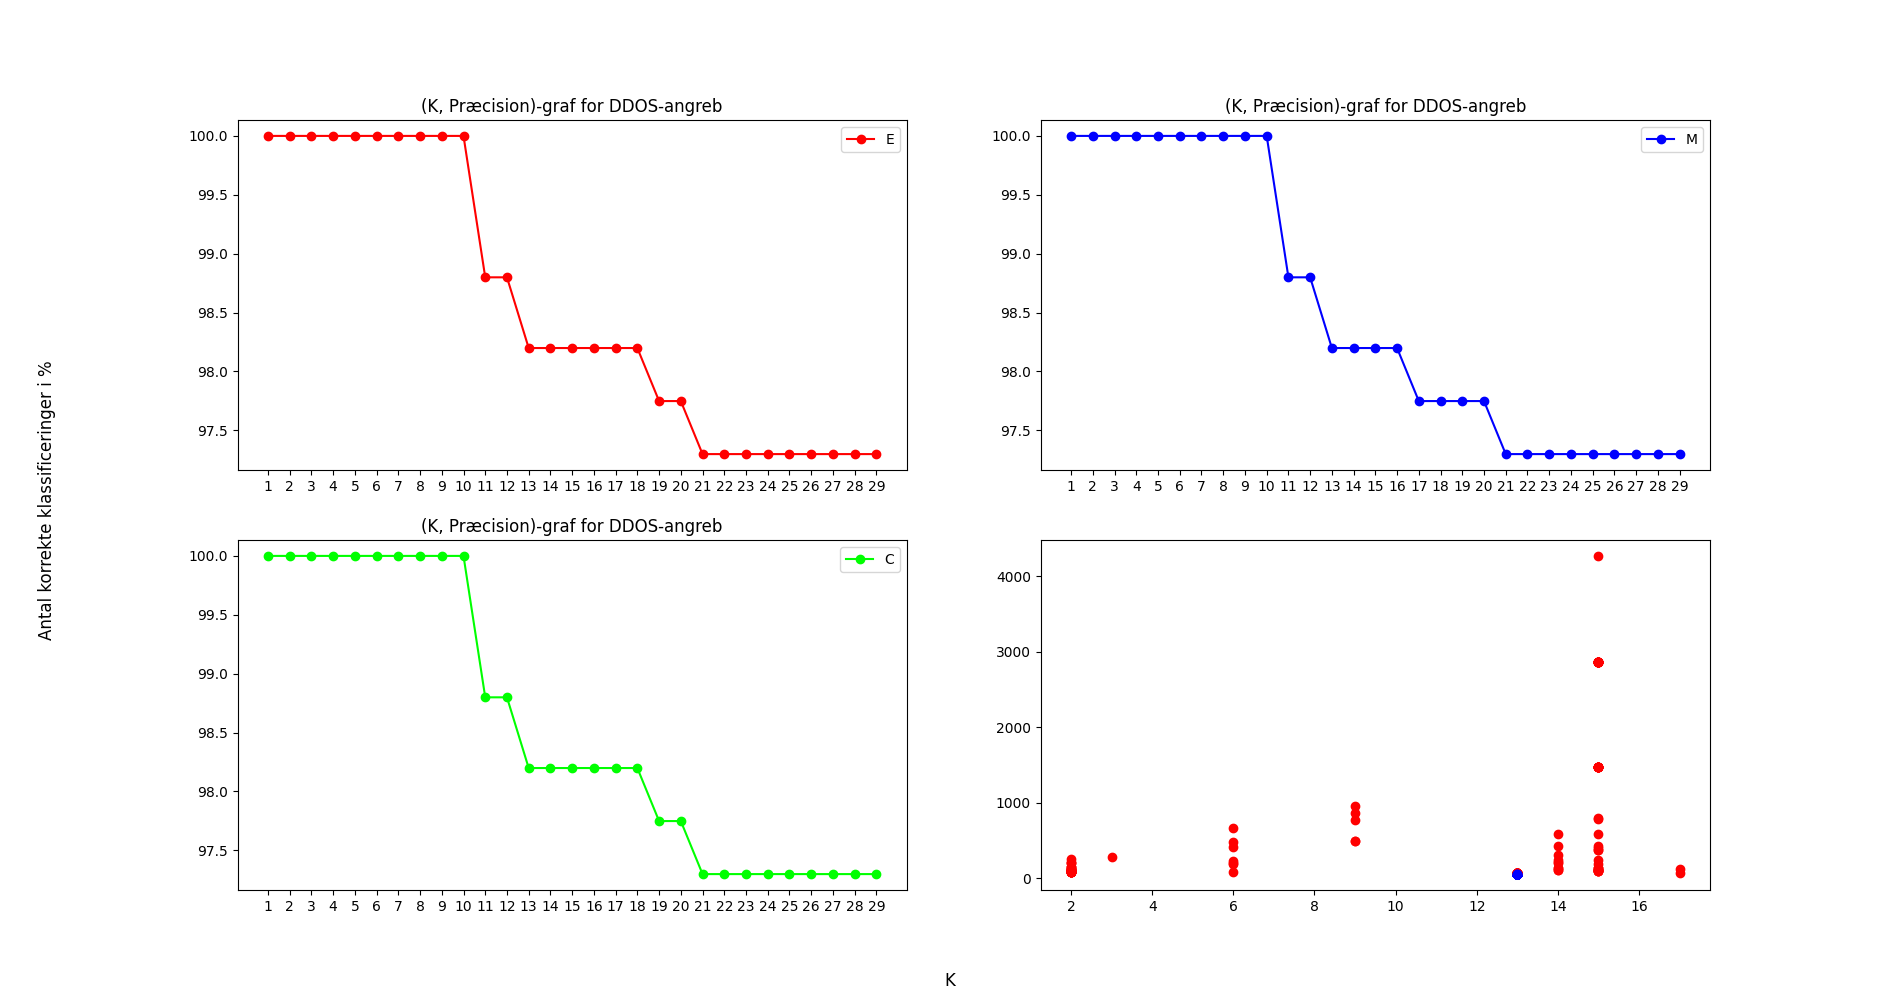 (K, Præcision)-graf for DDOS-angreb
E
100.0
99.5
99.0
98.5
98.0
97.5
1 2 3 4 5 6 7 8 9 10 11 12 13 14 15 16 17 18 19 20 21 22 23 24 25 26 27 28 29
(K, Præcision)-graf for DDOS-angreb
M
100.0
99.5
99.0
98.5
98.0
97.5
1 2 3 4 5 6 7 8 9 10 11 12 13 14 15 16 17 18 19 20 21 22 23 24 25 26 27 28 29
Antal korrekte klassificeringer i %
(K, Præcision)-graf for DDOS-angreb
C
100.0
99.5
99.0
98.5
98.0
97.5
1 2 3 4 5 6 7 8 9 10 11 12 13 14 15 16 17 18 19 20 21 22 23 24 25 26 27 28 29
4000
3000
2000
1000
0
2 4 6 8 10 12 14 16
K